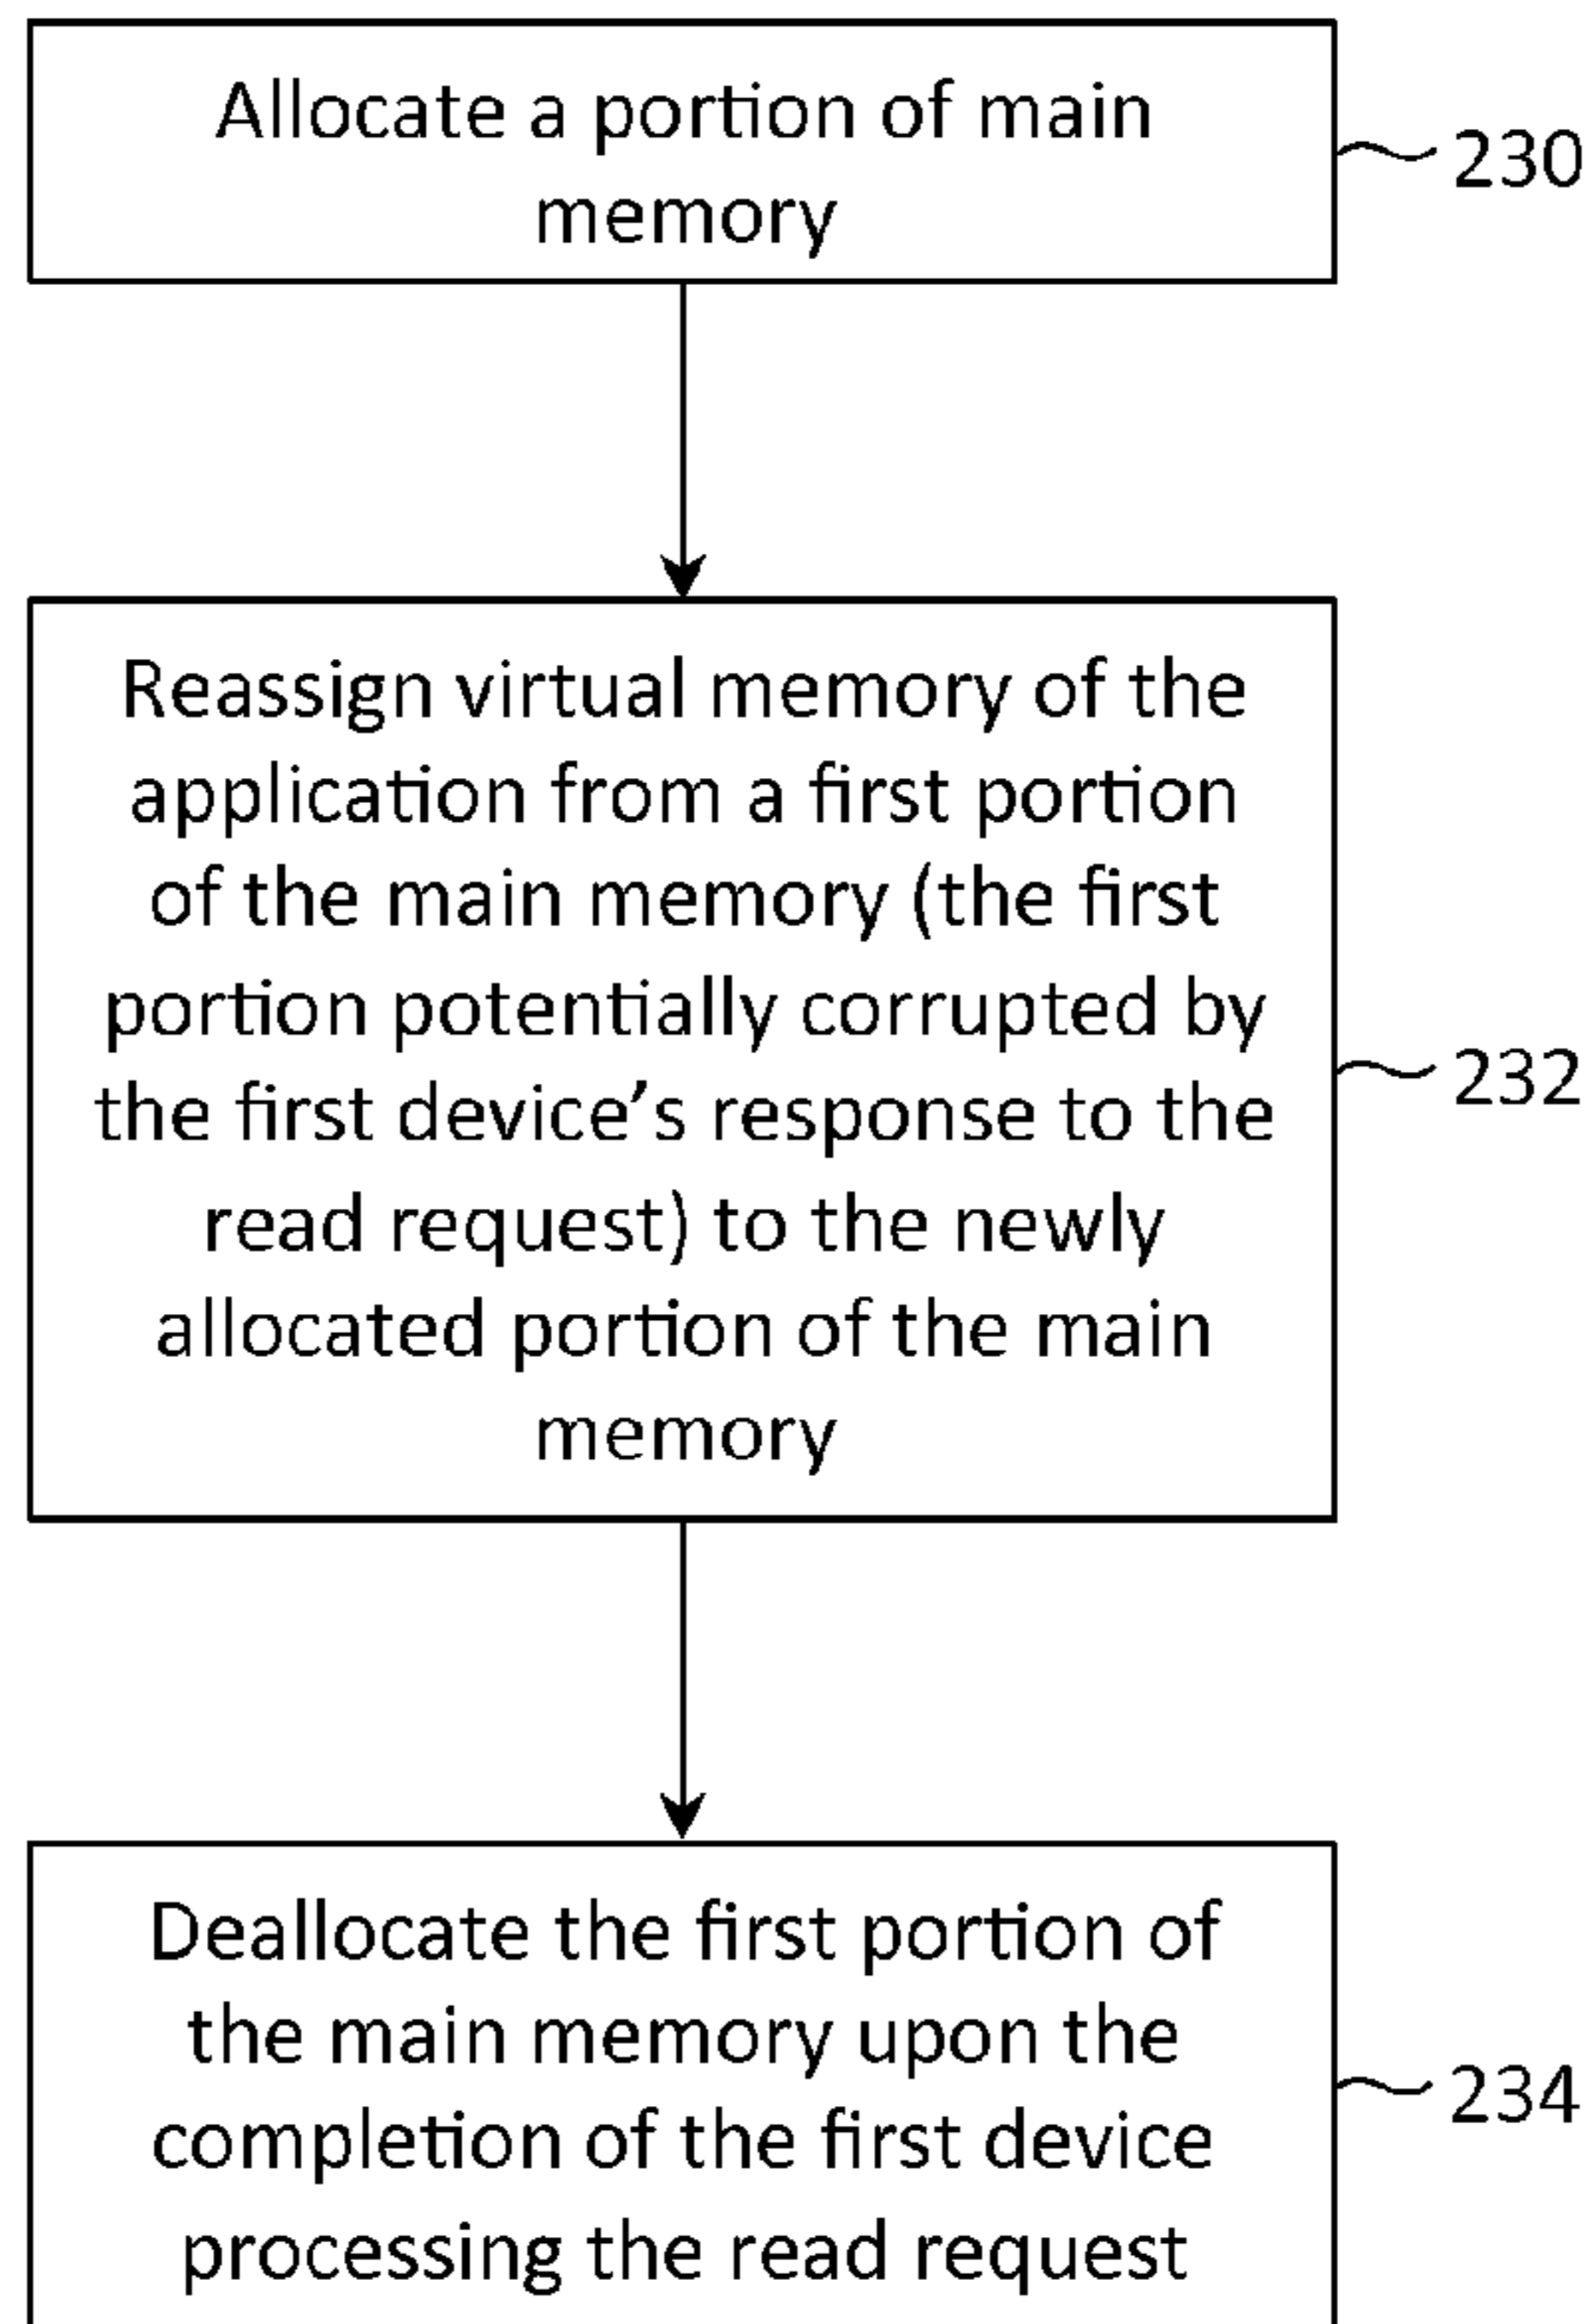 Allocate a portion of main
memory
230
Reassign virtual memory of the
application from a first portion
of the main memory (the first
portion potentially corrupted by
the first device’s response to the
read request) to the newly
allocated portion of the main
memory
232
Deallocate the first portion of
the main memory upon the
completion of the first device
processing the read request
234